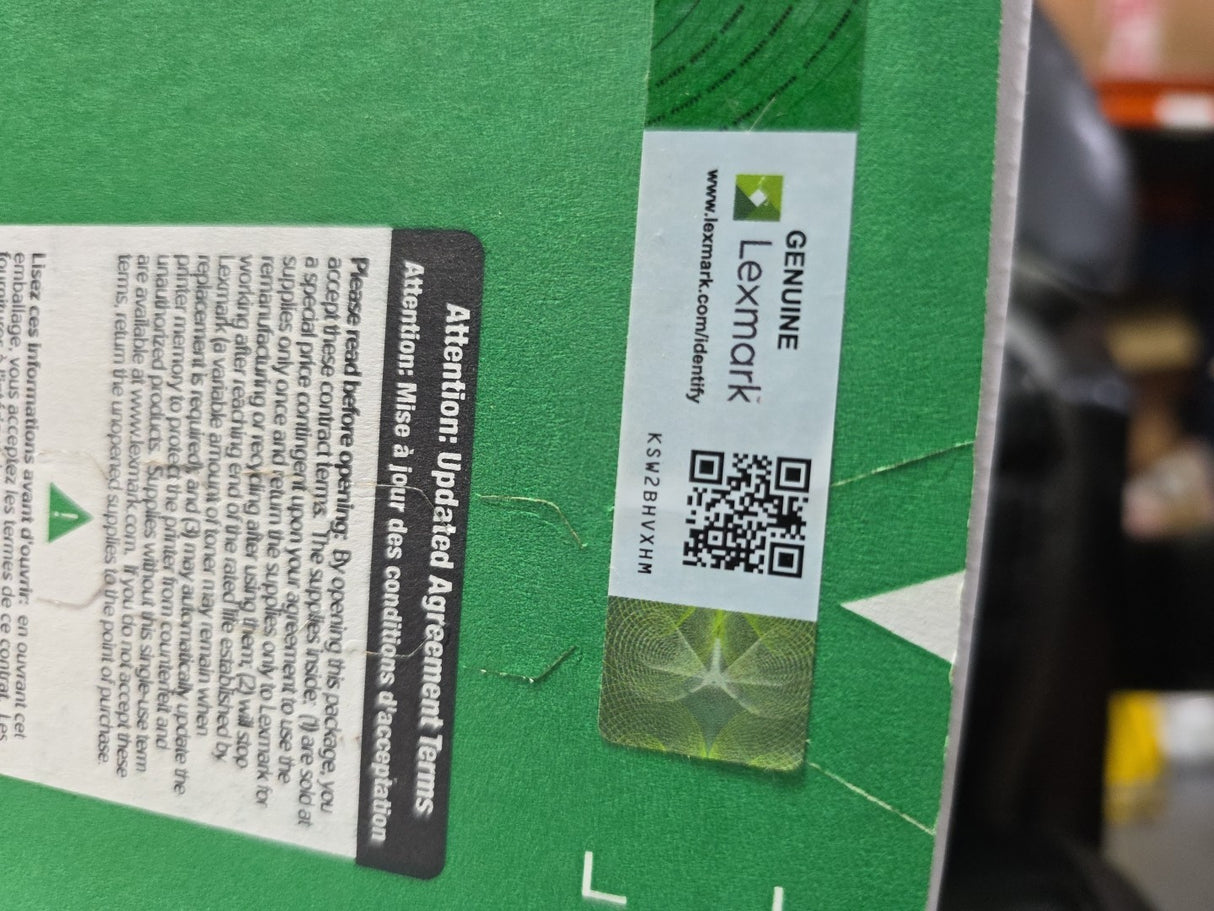 GENUINE
Lexmark™
www.lexmark.com/identify
KSW2BHVXHM
Attention: Updated Agreement Terms
Attention: Mise à jour des conditions d'acceptation
Please read before opening: By opening this package, you
accept these contract terms. The supplies inside: (1) are sold at
a special price contingent upon your agreement to use the
supplies only once and return the supplies only to Lexmark for
remanufacturing or recycling after using them, (2) will stop
working after reaching end of the rated life established by
Lexmark (a variable amount of toner may remain when
replacement is required), and (3) may automatically update the
printer memory to protect the printer from counterfeit and
unauthorized products. Supplies without this single-use term
are available at www.lexmark.com. If you do not accept these
terms, return the unopened supplies to the point of purchase.
!
Lisez ces informations avant d'ouvrir: en ouvrant cet
emballage, vous acceptez les termes de ce contrat. Les